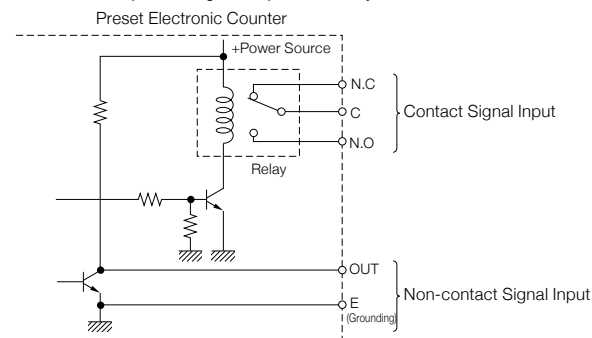 Preset Electronic Counter
+Power Source
N.C
C
Contact Signal Input
N.O
Relay
OUT
Non-contact Signal Input
E
(Grounding)